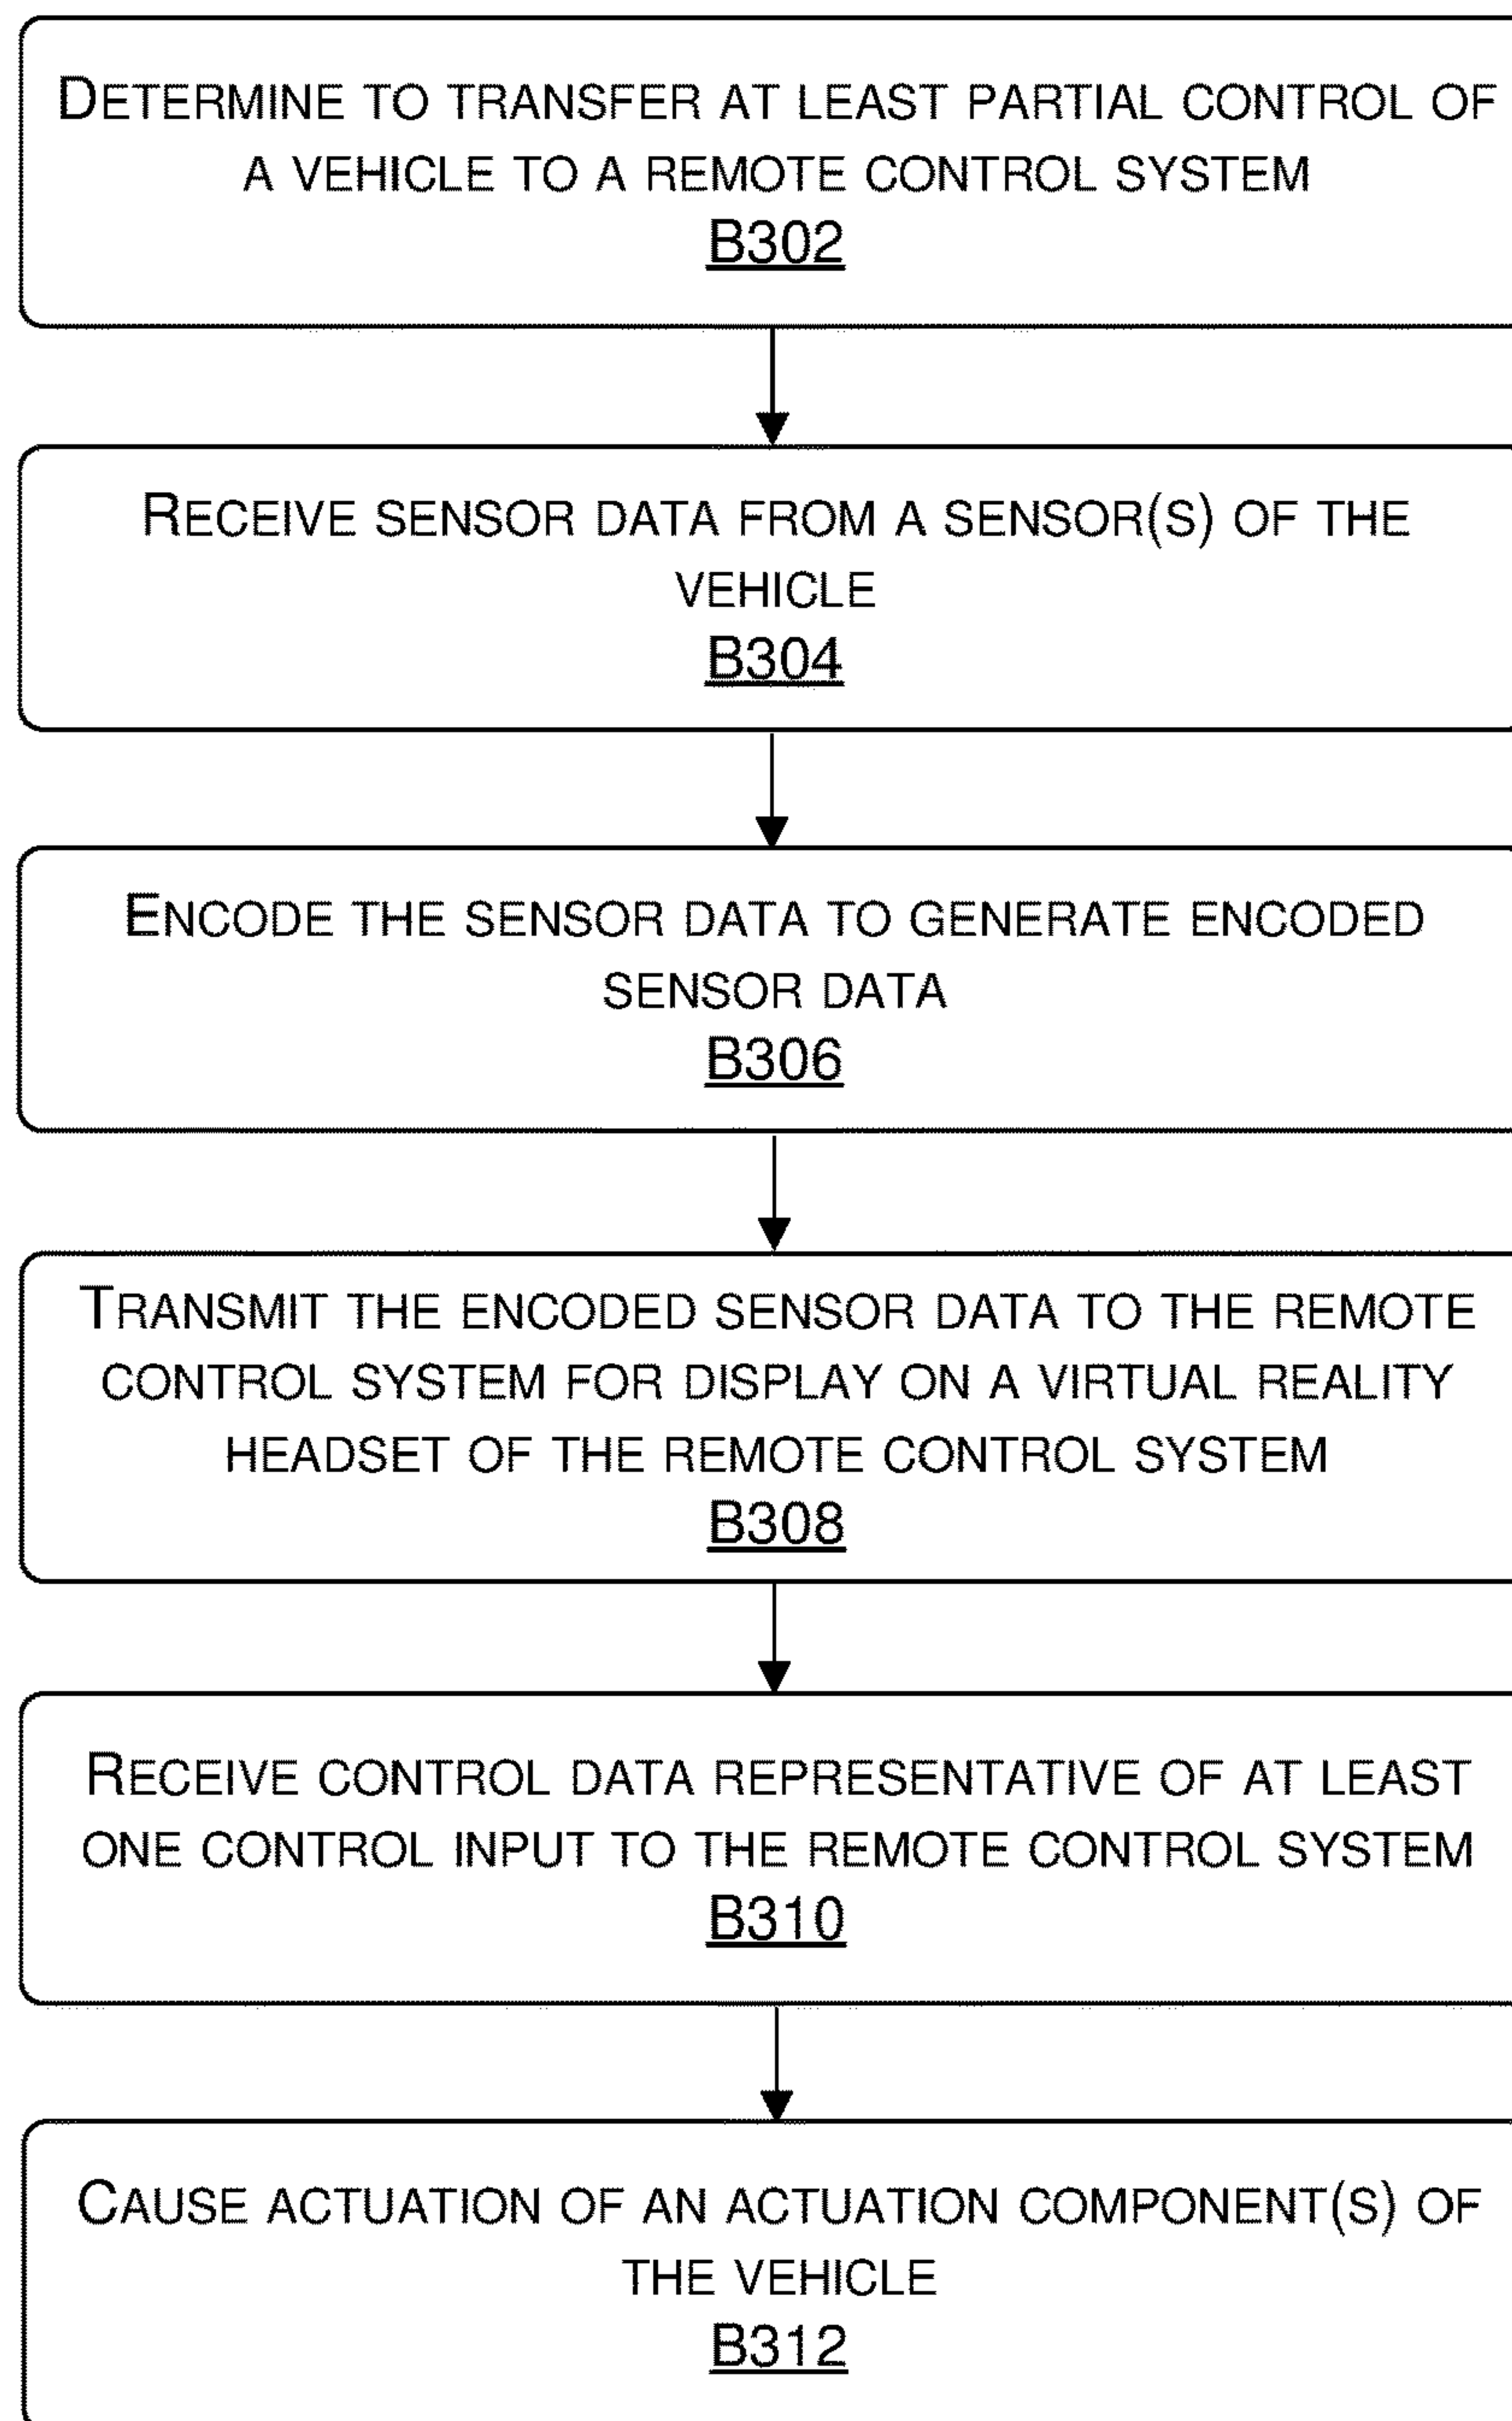 DETERMINE TO TRANSFER AT LEAST PARTIAL CONTROL OF
A VEHICLE TO A REMOTE CONTROL SYSTEM
B302
RECEIVE SENSOR DATA FROM A SENSOR(S) OF THE
VEHICLE
B304
ENCODE THE SENSOR DATA TO GENERATE ENCODED
SENSOR DATA
B306
TRANSMIT THE ENCODED SENSOR DATA TO THE REMOTE
CONTROL SYSTEM FOR DISPLAY ON A VIRTUAL REALITY
HEADSET OF THE REMOTE CONTROL SYSTEM
B308
RECEIVE CONTROL DATA REPRESENTATIVE OF AT LEAST
ONE CONTROL INPUT TO THE REMOTE CONTROL SYSTEM
B310
CAUSE ACTUATION OF AN ACTUATION COMPONENT(S) OF
THE VEHICLE
B312